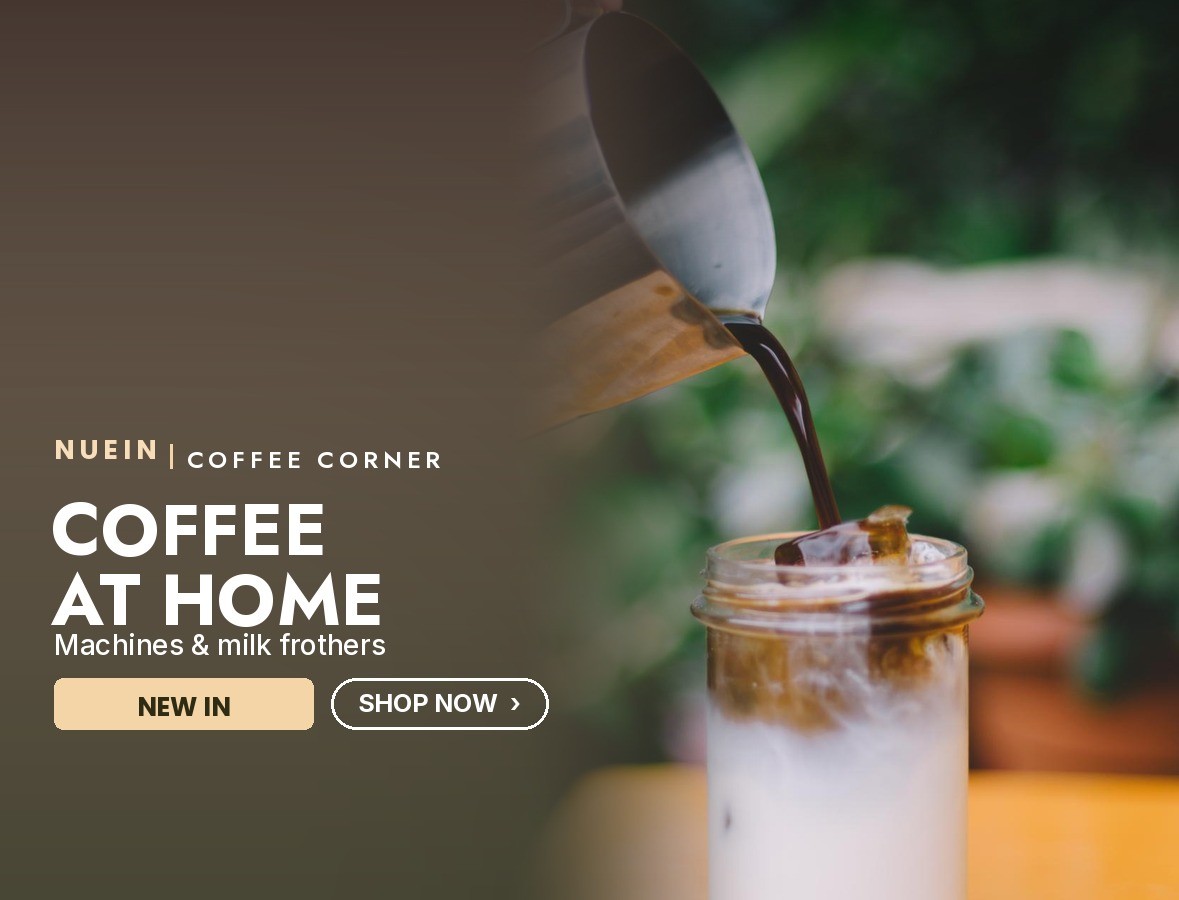 NUEIN | COFFEE CORNER
COFFEE
AT HOME
Machines & milk frothers
NEW IN
SHOP NOW ›